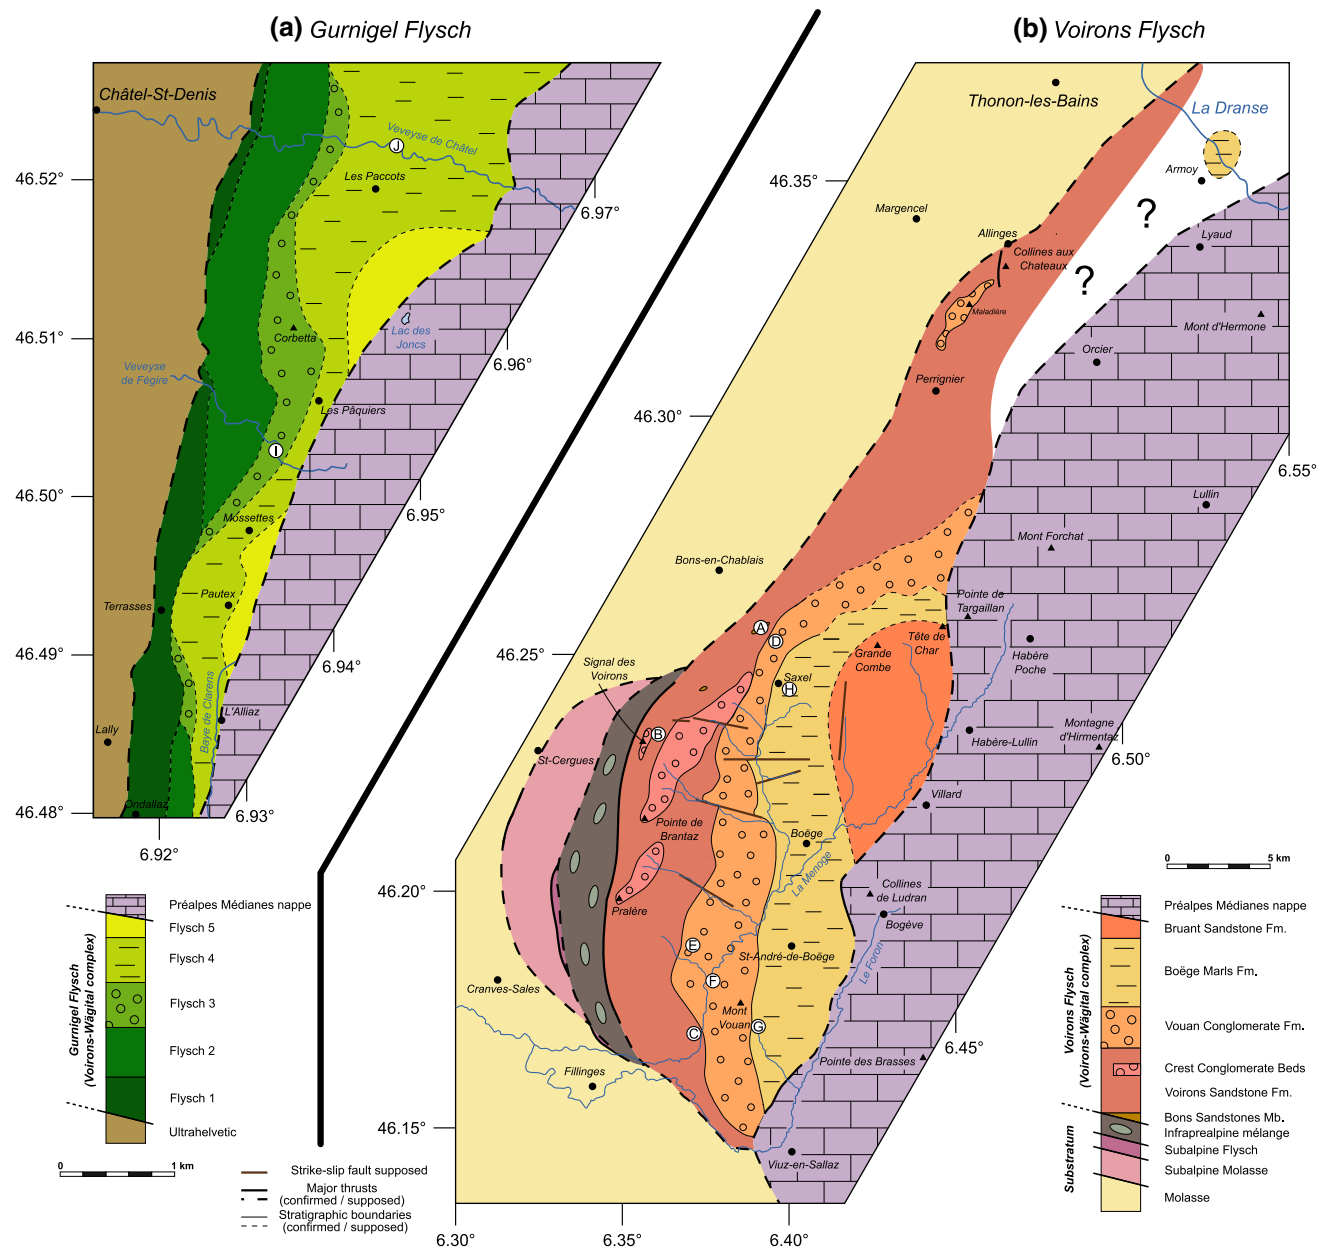 (a) Gurnigel Flysch
Châtel-St-Denis
Veveyse de Châtel
J
Les Paccots
46.52°
6.97°
Lac des
Joncs
Corbetta
46.51°
6.96°
Veveyse
de Fégire
Les Pâquiers
I
46.50°
6.95°
Mossettes
Pautex
Terrasses
46.49°
6.94°
Baye de Clarens
L'Alliaz
Lally
Ondallaz
46.48°
6.93°
6.92°
Préalpes Médianes nappe
Flysch 5
Flysch 4
Flysch 3
Flysch 2
Flysch 1
Ultrahelvetic
Gurnigel Flysch
(Voirons-Wägital complex)
0 1 km
Strike-slip fault supposed
Major thrusts
(confirmed / supposed)
Stratigraphic boundaries
(confirmed / supposed)
(b) Voirons Flysch
Thonon-les-Bains
La Dranse
Armoy
46.35°
Margencel
?
Lyaud
Allinges
Collines aux
Chateaux
?
Maladière
Mont d'Hermone
Orcier
Perrignier
46.30°
6.55°
Lullin
Mont Forchat
Bons-en-Chablais
Pointe de
Targaillan
A
D
Tête de
Char
Grande
Combe
Habère
Poche
46.25°
Signal des
Voirons
Saxel
H
B
Montagne
d'Hirmentaz
Habère-Lullin
6.50°
St-Cergues
Villard
Pointe de
Brantaz
Boëge
La Menoge
46.20°
Collines
de Ludran
Bogève
Pralère
E
St-André-de-Boëge
Le Foron
F
Cranves-Sales
Mont
Vouan
C
G
6.45°
Pointe des Brasses
Fillinges
46.15°
Viuz-en-Sallaz
6.30°
6.35°
6.40°
0 5 km
Préalpes Médianes nappe
Bruant Sandstone Fm.
Boëge Marls Fm.
Vouan Conglomerate Fm.
Crest Conglomerate Beds
Voirons Sandstone Fm.
Bons Sandstones Mb.
Infraprealpine mélange
Subalpine Flysch
Subalpine Molasse
Molasse
Voirons Flysch
(Voirons-Wägital complex)
Substratum